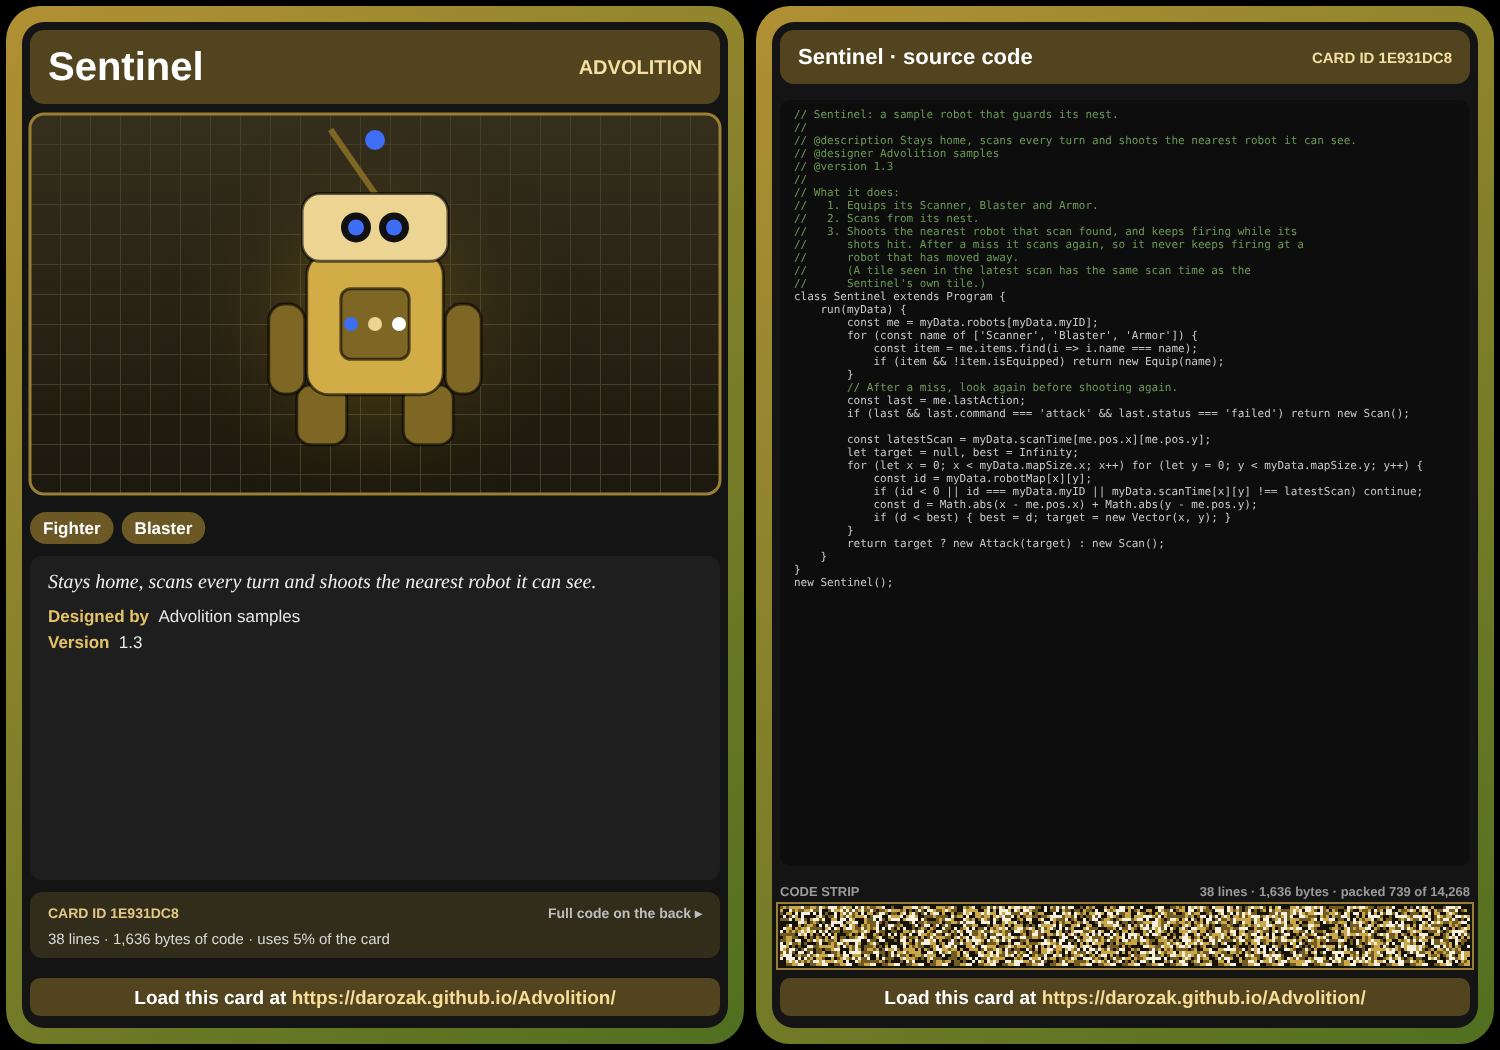 Sentinel
ADVOLITION
Fighter
Blaster
Stays home, scans every turn and shoots the nearest robot it can see.
Designed by Advolition samples
Version 1.3
CARD ID 1E931DC8
Full code on the back ▸
38 lines · 1,636 bytes of code · uses 5% of the card
Load this card at https://darozak.github.io/Advolition/
Sentinel · source code
CARD ID 1E931DC8
// Sentinel: a sample robot that guards its nest.
//
// @description Stays home, scans every turn and shoots the nearest robot it can see.
// @designer Advolition samples
// @version 1.3
//
// What it does:
//   1. Equips its Scanner, Blaster and Armor.
//   2. Scans from its nest.
//   3. Shoots the nearest robot that scan found, and keeps firing while its
//      shots hit. After a miss it scans again, so it never keeps firing at a
//      robot that has moved away.
//      (A tile seen in the latest scan has the same scan time as the
//      Sentinel's own tile.)
class Sentinel extends Program {
    run(myData) {
        const me = myData.robots[myData.myID];
        for (const name of ['Scanner', 'Blaster', 'Armor']) {
            const item = me.items.find(i => i.name === name);
            if (item && !item.isEquipped) return new Equip(name);
        }
        // After a miss, look again before shooting again.
        const last = me.lastAction;
        if (last && last.command === 'attack' && last.status === 'failed') return new Scan();

        const latestScan = myData.scanTime[me.pos.x][me.pos.y];
        let target = null, best = Infinity;
        for (let x = 0; x < myData.mapSize.x; x++) for (let y = 0; y < myData.mapSize.y; y++) {
            const id = myData.robotMap[x][y];
            if (id < 0 || id === myData.myID || myData.scanTime[x][y] !== latestScan) continue;
            const d = Math.abs(x - me.pos.x) + Math.abs(y - me.pos.y);
            if (d < best) { best = d; target = new Vector(x, y); }
        }
        return target ? new Attack(target) : new Scan();
    }
}
new Sentinel();
CODE STRIP
38 lines · 1,636 bytes · packed 739 of 14,268
Load this card at https://darozak.github.io/Advolition/